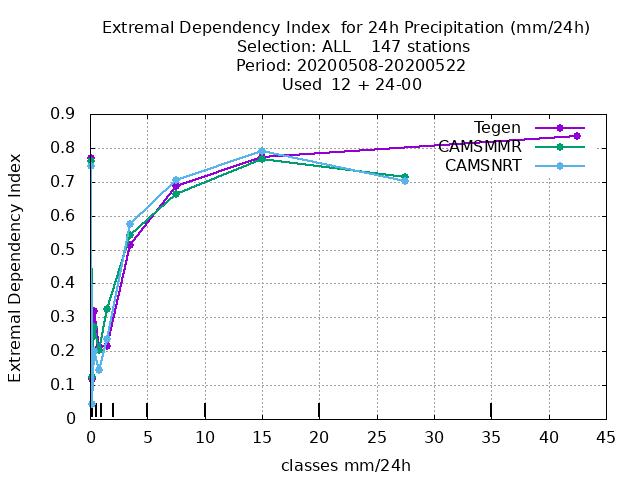 Extremal Dependency Index  for 24h Precipitation (mm/24h)
Selection: ALL    147 stations
Period: 20200508-20200522
Used  12 + 24-00
Extremal Dependency Index
0.9
0.8
0.7
0.6
0.5
0.4
0.3
0.2
0.1
0
Tegen
CAMSMMR
CAMSNRT
0 5 10 15 20 25 30 35 40 45
classes mm/24h